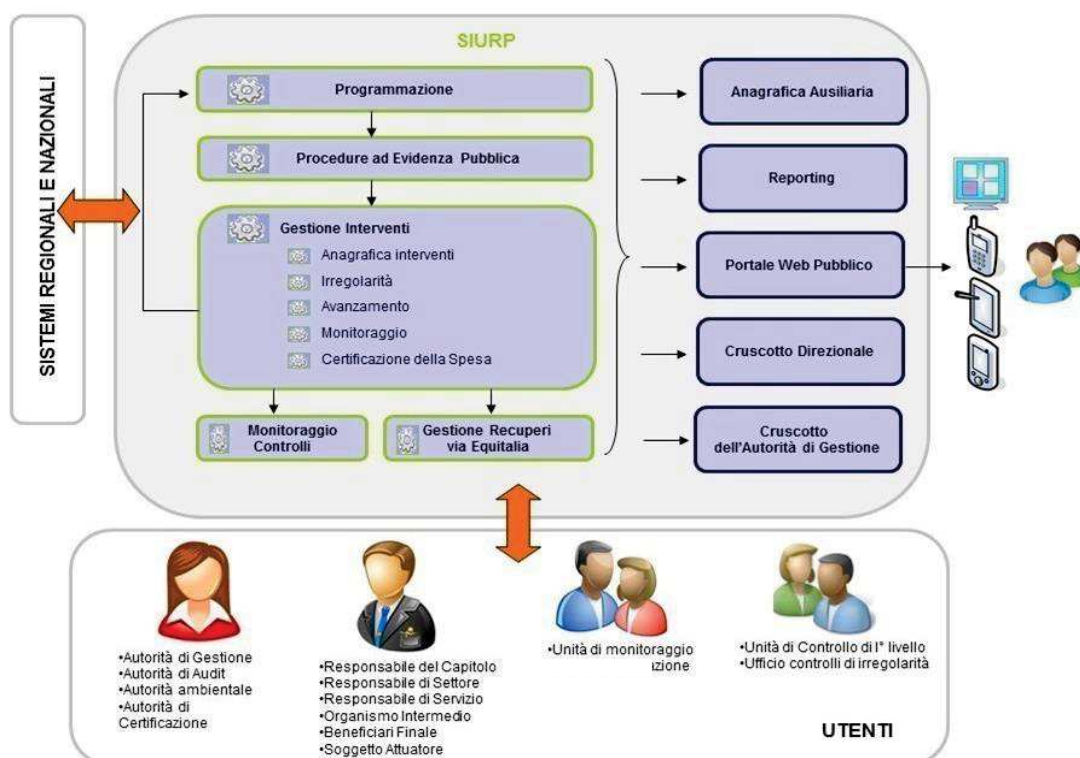 SIURP
SISTEMI REGIONALI E NAZIONALI
Programmazione
Procedure ad Evidenza Pubblica
Gestione Interventi
Anagrafica interventi
Irregolarità
Avanzamento
Monitoraggio
Certificazione della Spesa
Monitoraggio
Controlli
Gestione Recuperi
via Equitalia
Anagrafica Ausiliaria
Reporting
Portale Web Pubblico
Cruscotto Direzionale
Cruscotto
dell'Autorità di Gestione
•Autorità di Gestione
•Autorità di Audit
•Autorità ambientale
•Autorità di
Certificazione
•Responsabile del Capitolo
•Responsabile di Settore
•Responsabile di Servizio
•Organismo Intermedio
•Beneficiari Finale
•Soggetto Attuatore
•Unità di monitoraggio
•Unità di Controllo di I° livello
•Ufficio controlli di irregolarità
UTENTI